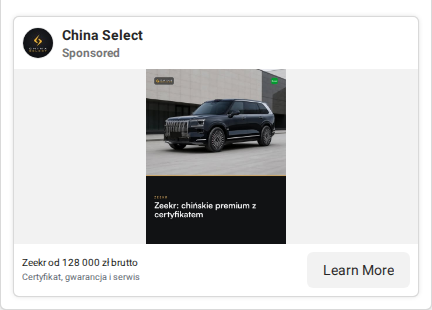 China Select
Sponsored
Zeekr: chińskie premium z
certyfikatem
Zeekr od 128 000 zł brutto
Certyfikat, gwarancja i serwis
Learn More